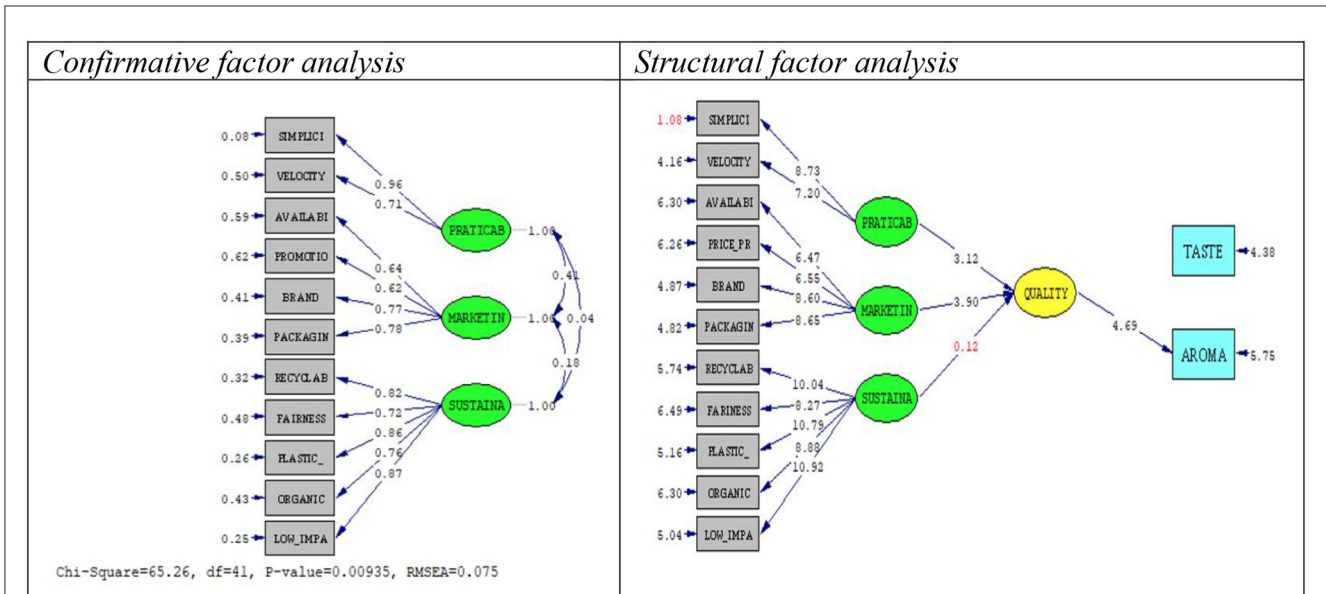 Confirmative factor analysis
0.08 SIMPLICI
0.50 VELOCITY
0.59 AVAILABI
0.62 PROMOTIO
0.41 BRAND
0.39 PACKAGIN
0.32 RECYCLAB
0.48 FAIRNESS
0.26 PLASTIC_
0.43 ORGANIC
0.25 LOW_IMPA
0.96
0.71
0.64
0.62
0.77
0.78
0.82
0.72
0.86
0.76
0.87
PRATICAB 1.00
MARKETIN 1.00
SUSTAINA 1.00
0.41
0.04
0.18
Chi-Square=65.26, df=41, P-value=0.00935, RMSEA=0.075
Structural factor analysis
1.08 SIMPLICI
4.16 VELOCITY
6.30 AVAILABI
6.26 PRICE_PR
4.87 BRAND
4.82 PACKAGIN
5.74 RECYCLAB
6.49 FARINESS
5.16 PLASTIC_
6.30 ORGANIC
5.04 LOW_IMPA
8.73
7.20
6.47
6.55
8.60
8.65
10.04
8.27
10.79
8.88
10.92
PRATICAB
MARKETIN
SUSTAINA
3.12
3.90
0.12
QUALITY
4.69
TASTE 4.38
AROMA 5.75